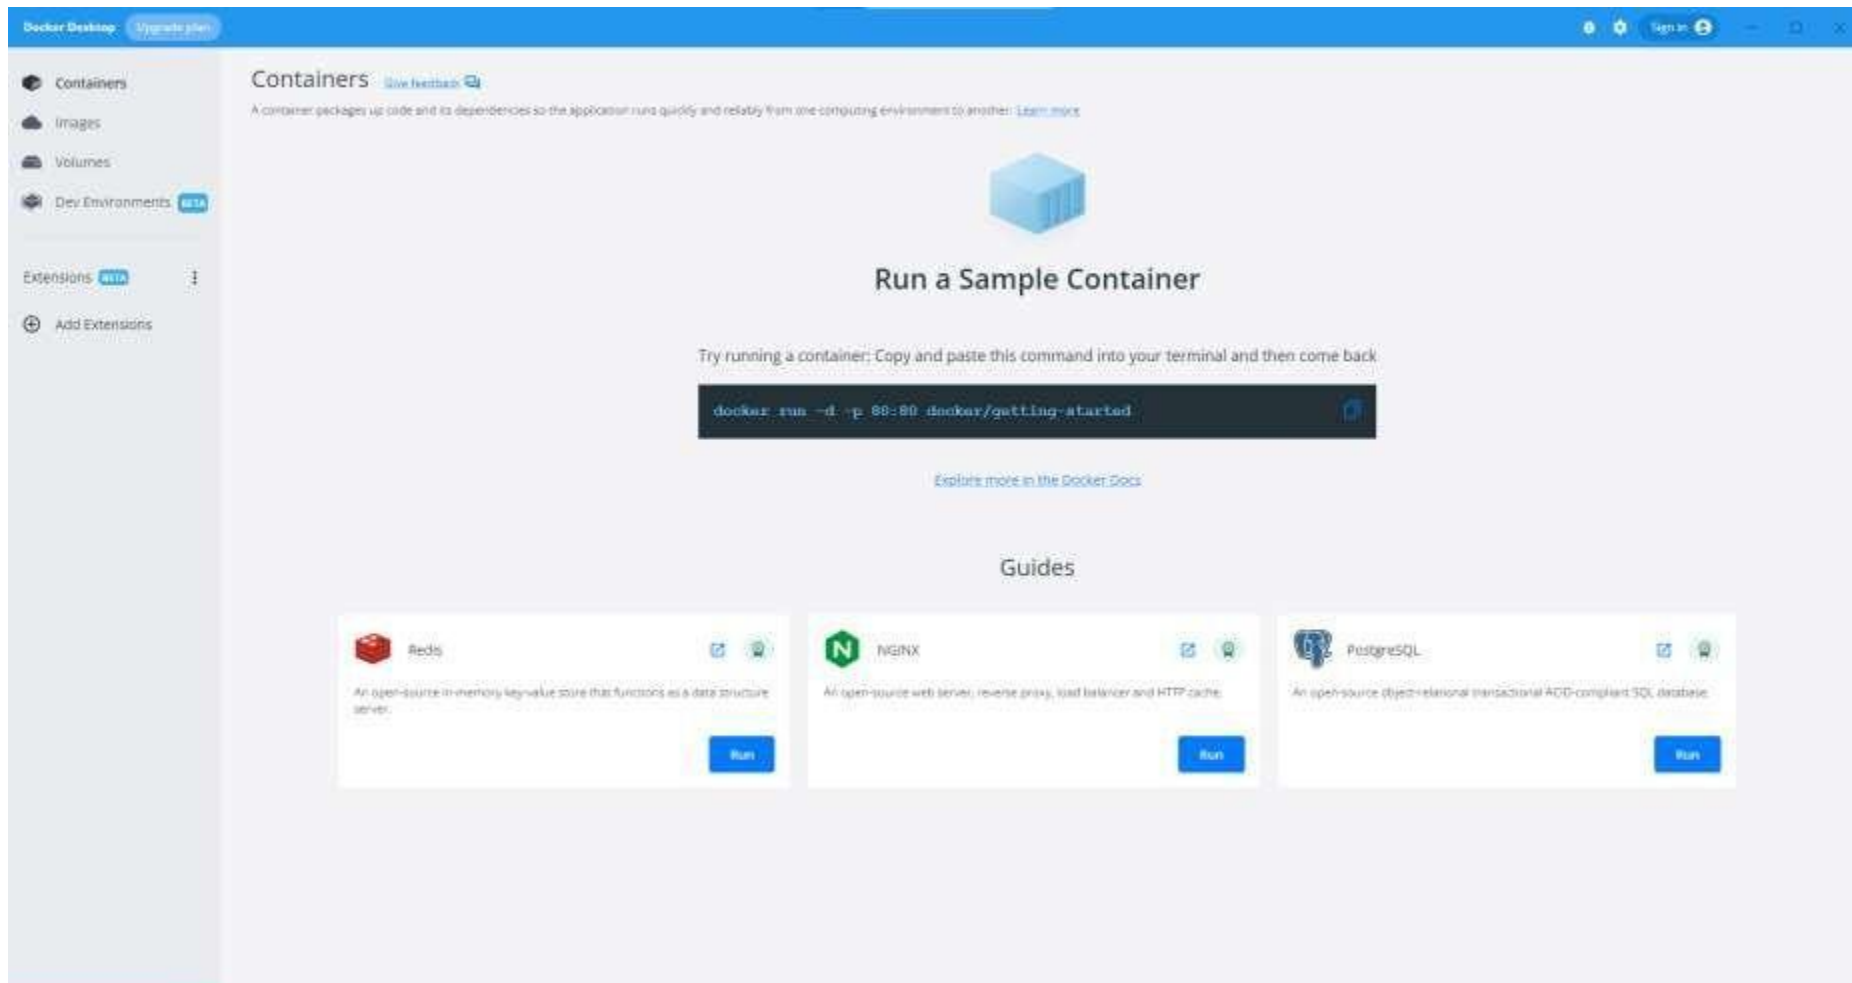 Docker Desktop Upgrade plan
Sign in
Containers
Images
Volumes
Dev Environments BETA
Extensions BETA
Add Extensions
Containers Give feedback
A container packages up code and its dependencies so the application runs quickly and reliably from one computing environment to another. Learn more
Run a Sample Container
Try running a container: Copy and paste this command into your terminal and then come back
docker run -d -p 80:80 docker/getting-started
Explore more in the Docker Docs
Guides
Redis
An open-source in-memory key-value store that functions as a data structure
server.
Run
NGINX
An open-source web server, reverse proxy, load balancer and HTTP cache.
Run
PostgreSQL
An open-source object-relational transactional ACID-compliant SQL database.
Run